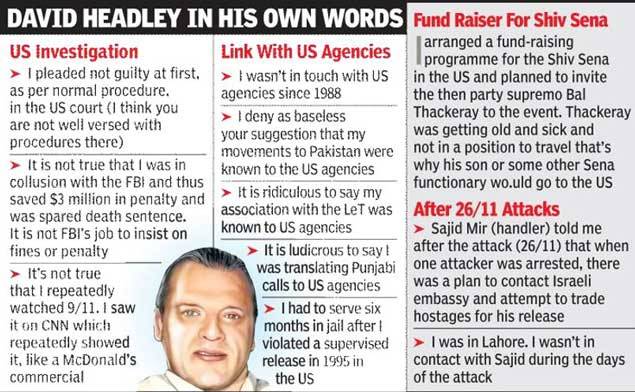 DAVID HEADLEY IN HIS OWN WORDS
US Investigation
➤ I pleaded not guilty at first,
as per normal procedure,
in the US court (I think you
are not well versed with
procedures there)
➤ It is not true that I was in
collusion with the FBI and thus
saved $3 million in penalty and
was spared death sentence.
It is not FBI's job to insist on
fines or penalty
➤ It's not true
that I repeatedly
watched 9/11. I saw
it on CNN which
repeatedly showed
it, like a McDonald's
commercial
Link With US Agencies
➤ I wasn't in touch with US
agencies since 1988
➤ I deny as baseless
your suggestion that my
movements to Pakistan were
known to the US agencies
➤ It is ridiculous to say my
association with the LeT was
known to US agencies
➤ It is ludicrous to say I
was translating Punjabi
calls to US agencies
➤ I had to serve six
months in jail after I
violated a supervised
release in 1995 in
the US
Fund Raiser For Shiv Sena
I arranged a fund-raising
programme for the Shiv Sena
in the US and planned to invite
the then party supremo Bal
Thackeray to the event. Thackeray
was getting old and sick and
not in a position to travel that's
why his son or some other Sena
functionary wo.uld go to the US
After 26/11 Attacks
➤ Sajid Mir (handler) told me
after the attack (26/11) that when
one attacker was arrested, there
was a plan to contact Israeli
embassy and attempt to trade
hostages for his release
➤ I was in Lahore. I wasn't in
contact with Sajid during the days
of the attack